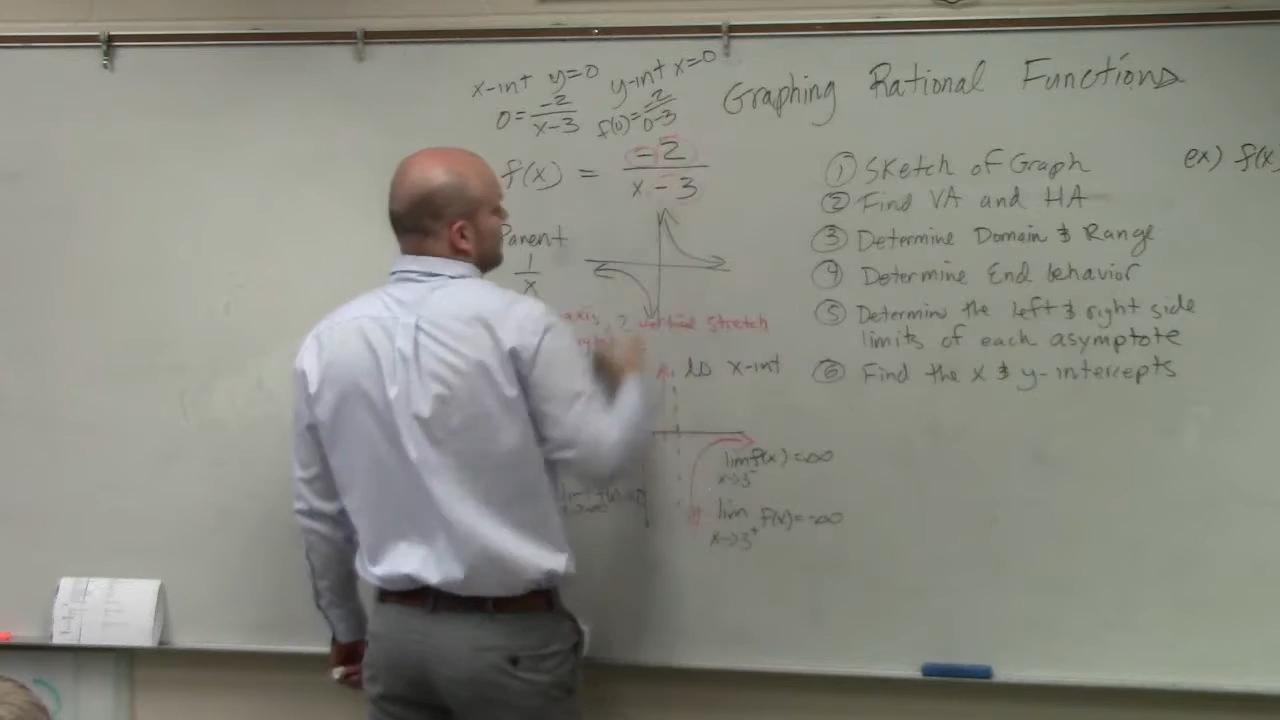 x-int y=0
0 = -2/x-3
y-int x=0
f(0) = -2/0-3
f(x) = -2/x-3
Parent
1/x
axis, 2 vertical stretch
x-int
lim f(x) = ∞
x→3⁻
lim f(x) = -∞
x→3⁺
Graphing Rational Functions
① Sketch of Graph
② Find VA and HA
③ Determine Domain & Range
④ Determine End behavior
⑤ Determine the left & right side
limits of each asymptote
⑥ Find the x & y-intercepts
ex) f(x